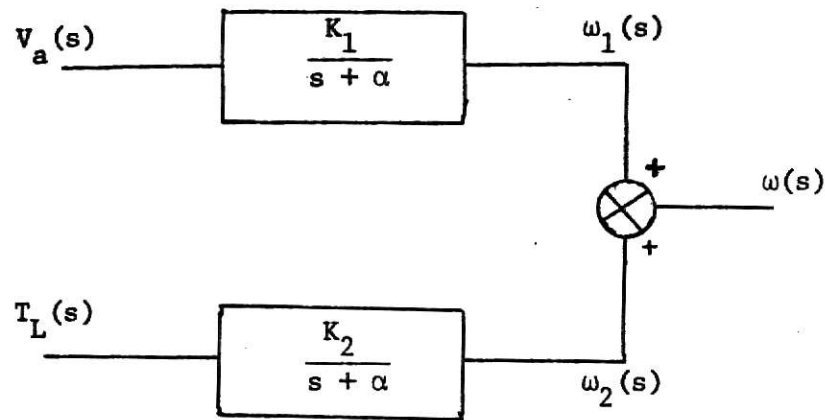 V_a(s)
K_1
s + α
ω_1(s)
+
ω(s)
+
T_L(s)
K_2
s + α
ω_2(s)